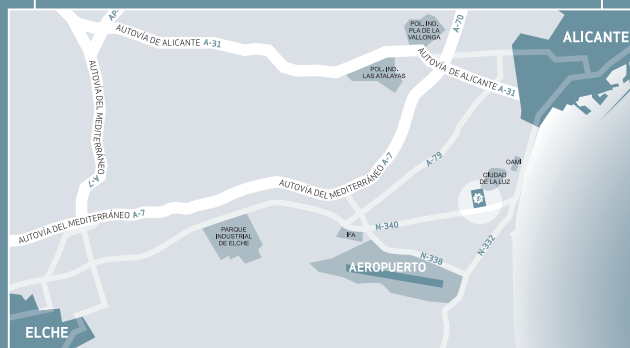 AP-
AUTOVÍA DE ALICANTE A-31
POL. IND.
PLA DE LA
VALLONGA
A-70
ALICANTE
POL. IND.
LAS ATALAYAS
AUTOVÍA DE ALICANTE A-31
AUTOVÍA DEL MEDITERRÁNEO
A-7
A-79
OAMI
CIUDAD
DE LA LUZ
AUTOVÍA DEL MEDITERRÁNEO A-7
AUTOVÍA DEL MEDITERRÁNEO A-7
PARQUE
INDUSTRIAL
DE ELCHE
IFA
N-340
N-332
N-338
AEROPUERTO
ELCHE